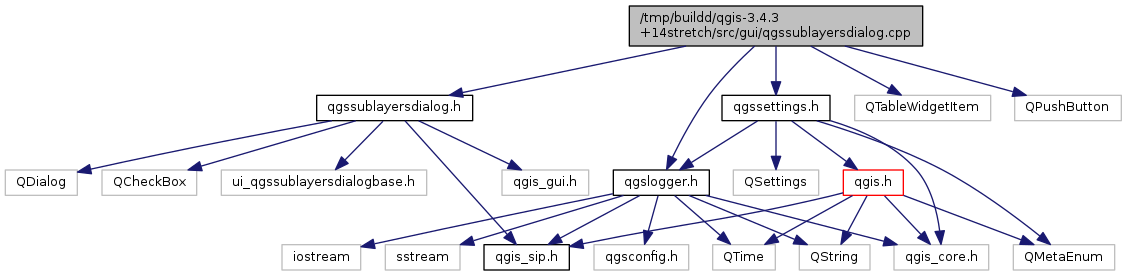 /tmp/buildd/qgis-3.4.3
+14stretch/src/gui/qgssublayersdialog.cpp
qgssublayersdialog.h
qgssettings.h
QTableWidgetItem
QPushButton
QDialog
QCheckBox
ui_qgssublayersdialogbase.h
qgis_gui.h
qgslogger.h
QSettings
qgis.h
iostream
sstream
qgis_sip.h
qgsconfig.h
QTime
QString
qgis_core.h
QMetaEnum